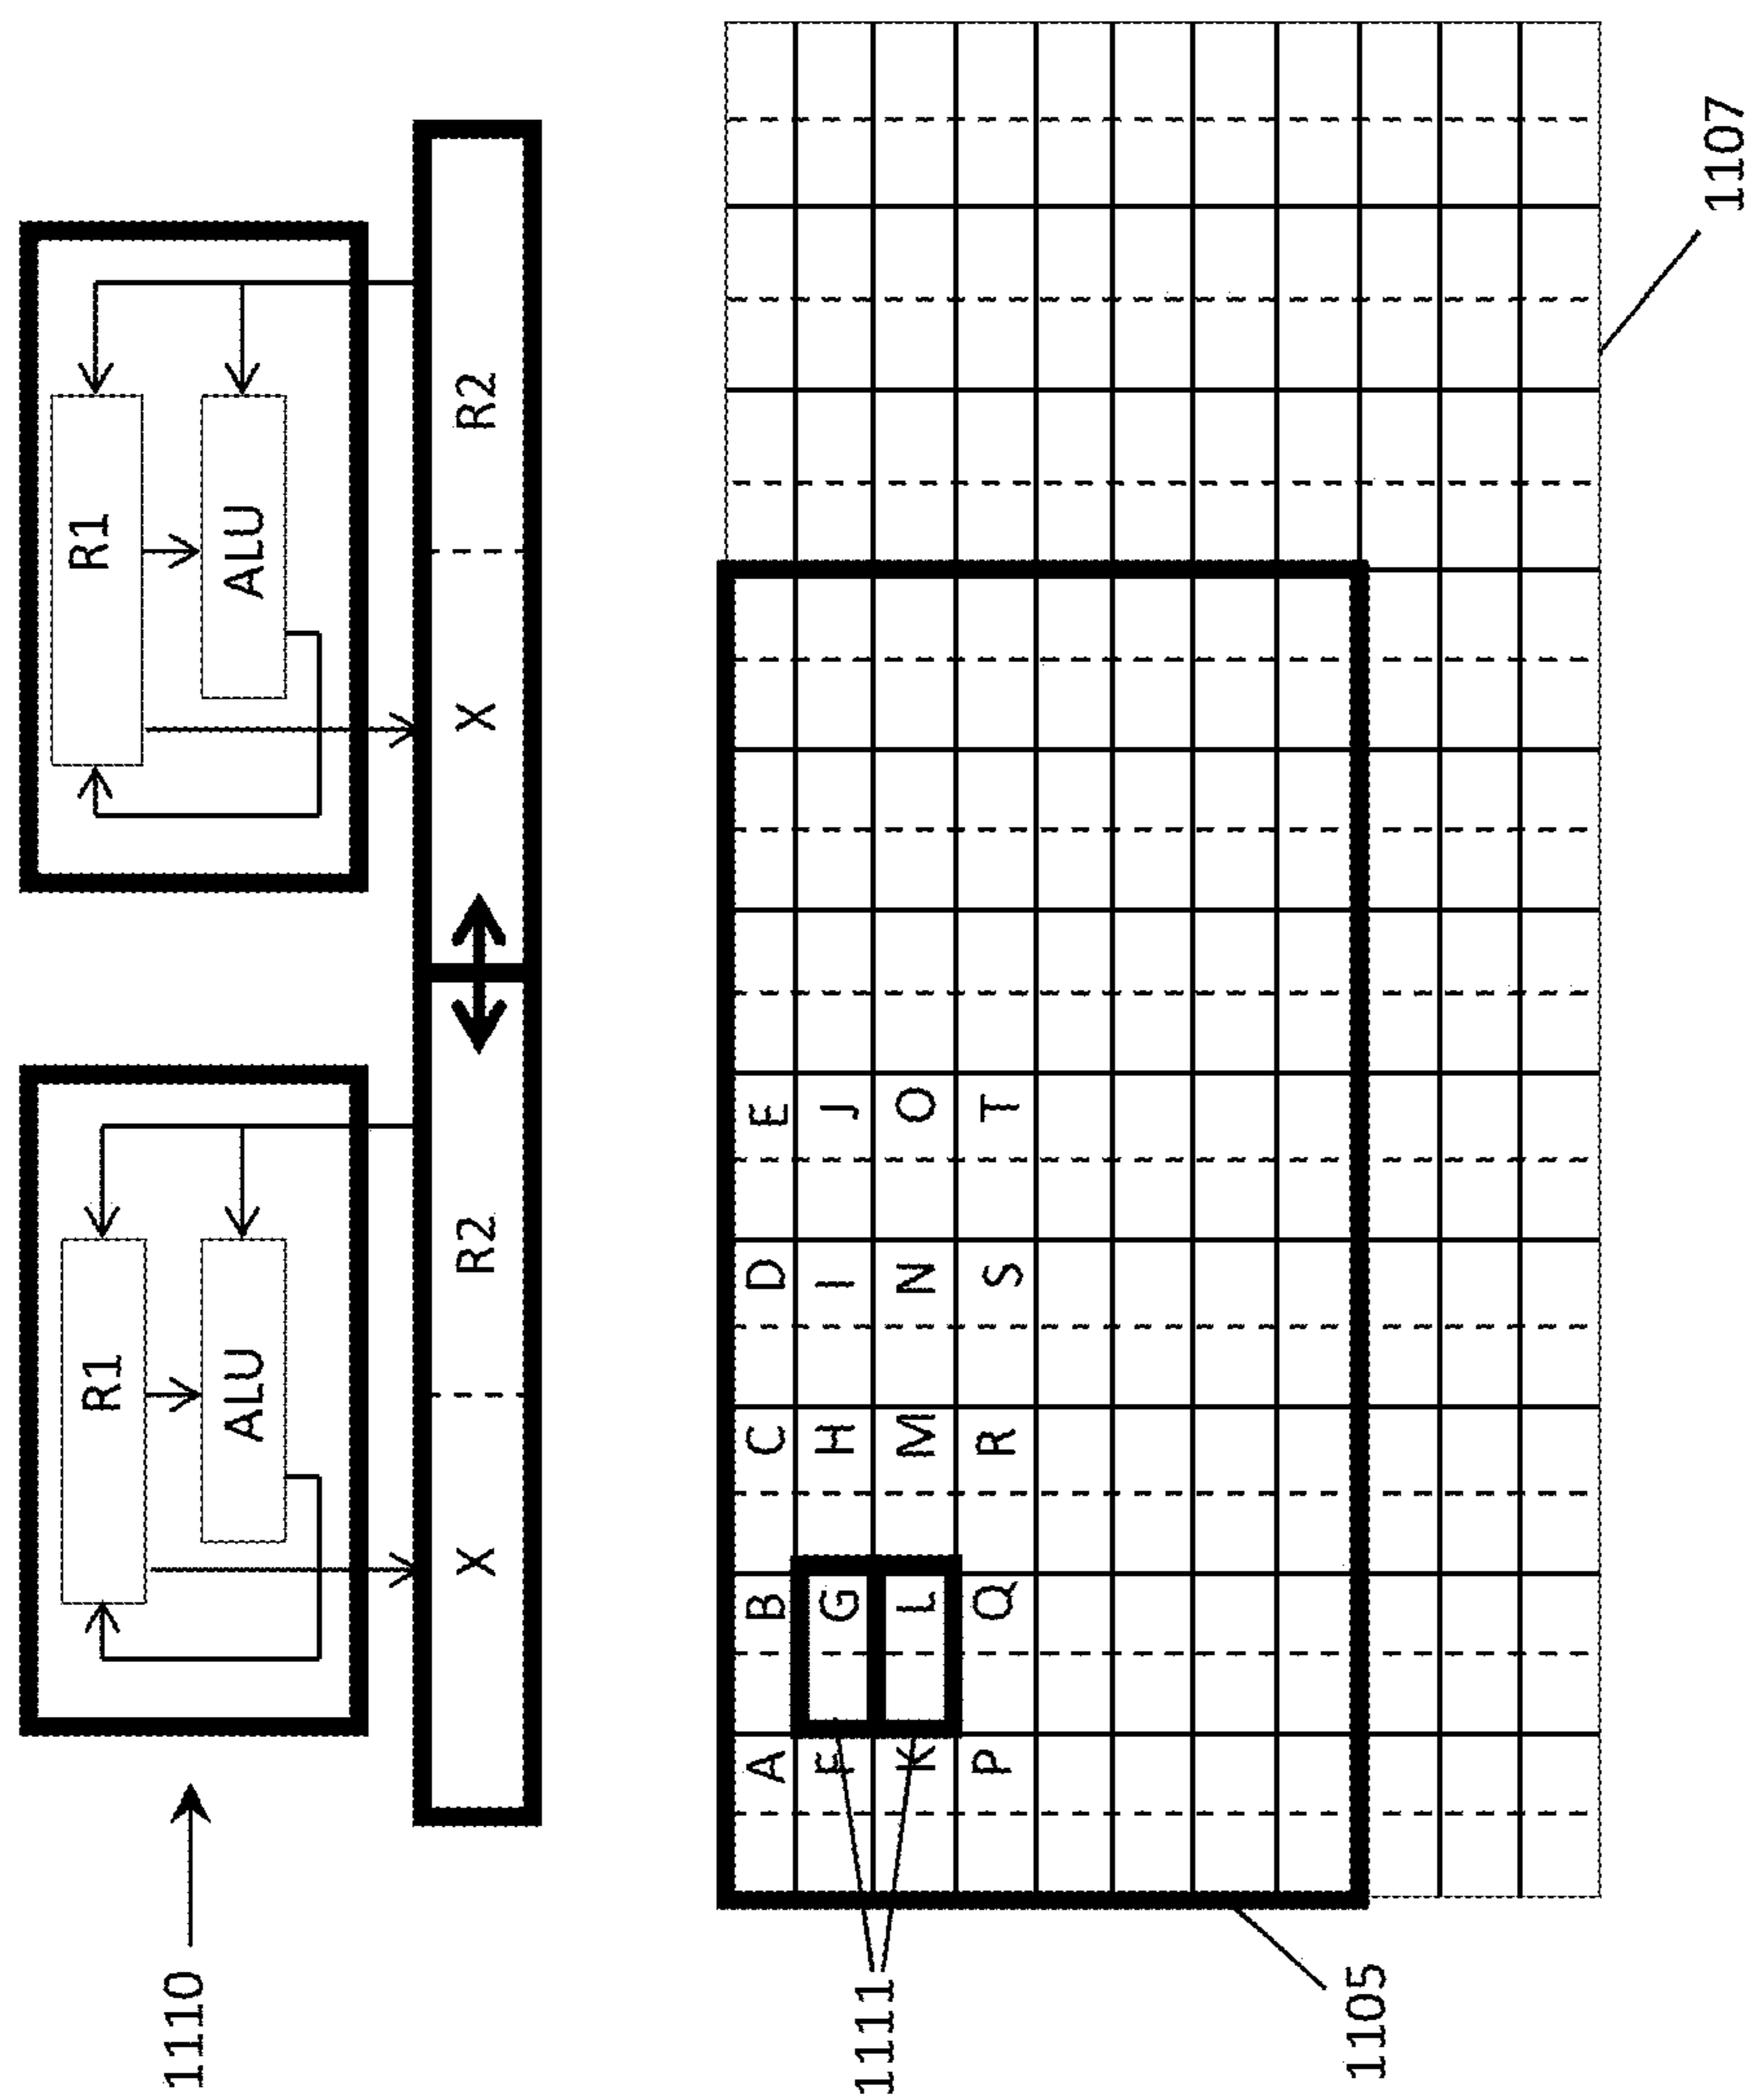 R1 R1
1110
ALU ALU
X R2 X R2
A B C D E
F G H I J
1111
K L M N O
P Q R S T
1105
1107